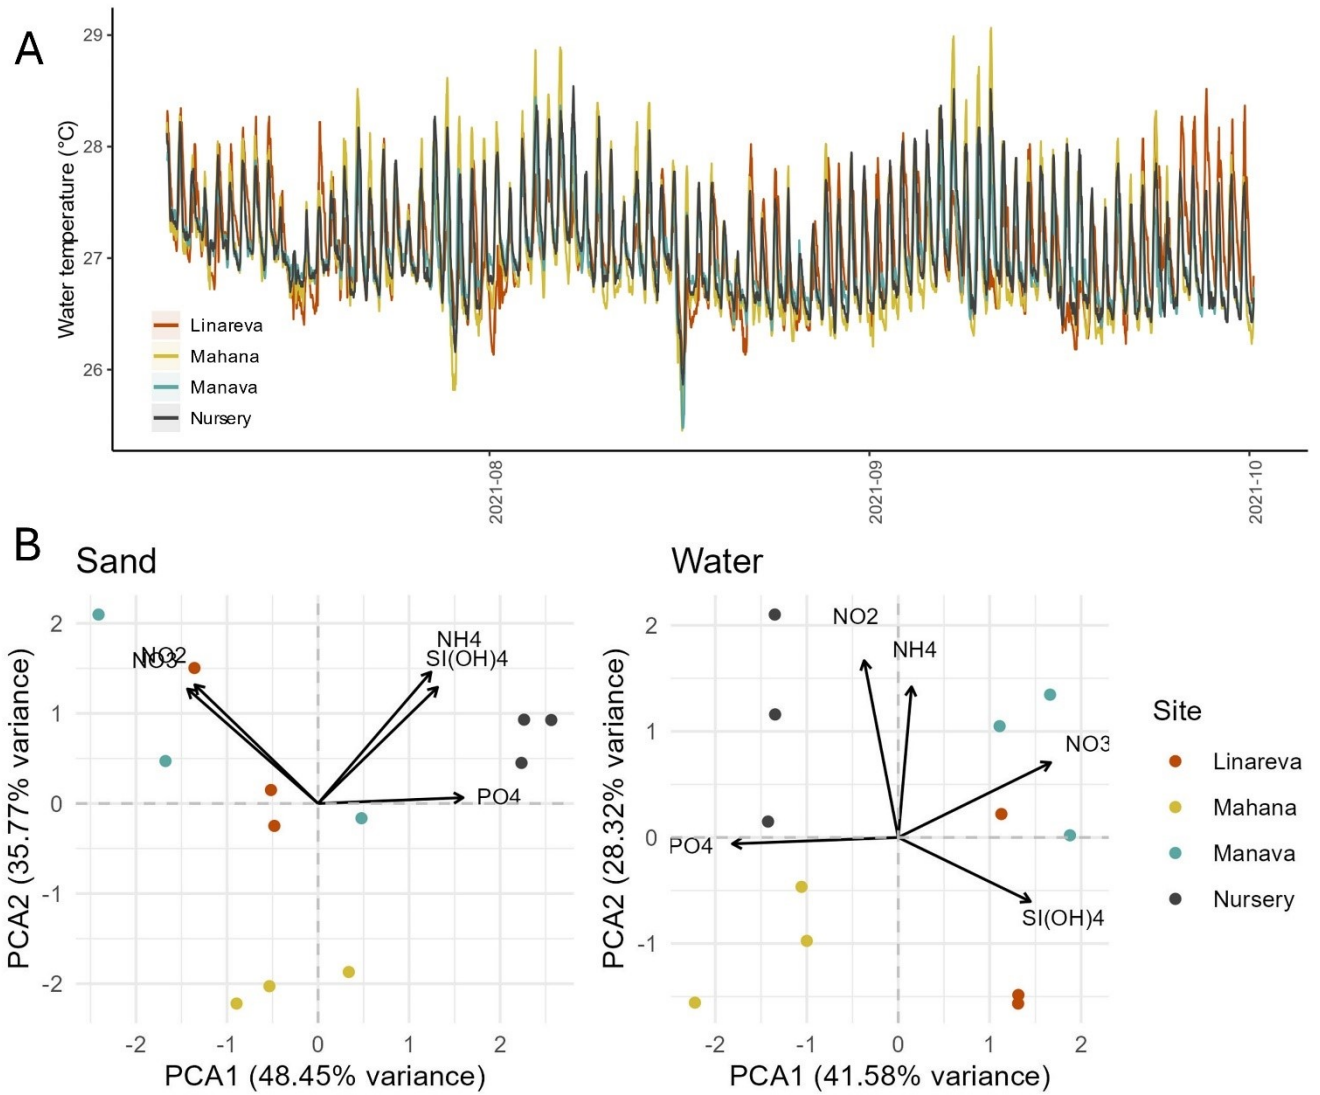 A
Water temperature (°C)
29
28
27
26
Linareva
Mahana
Manava
Nursery
2021-08
2021-09
2021-10
B
Sand
PCA2 (35.77% variance)
2
1
0
-1
-2
NO2
NO3
NH4
SI(OH)4
PO4
-2
-1
0
1
2
PCA1 (48.45% variance)
Water
PCA2 (28.32% variance)
2
1
0
-1
NO2
NH4
NO3
PO4
SI(OH)4
-2
-1
0
1
2
PCA1 (41.58% variance)
Site
Linareva
Mahana
Manava
Nursery